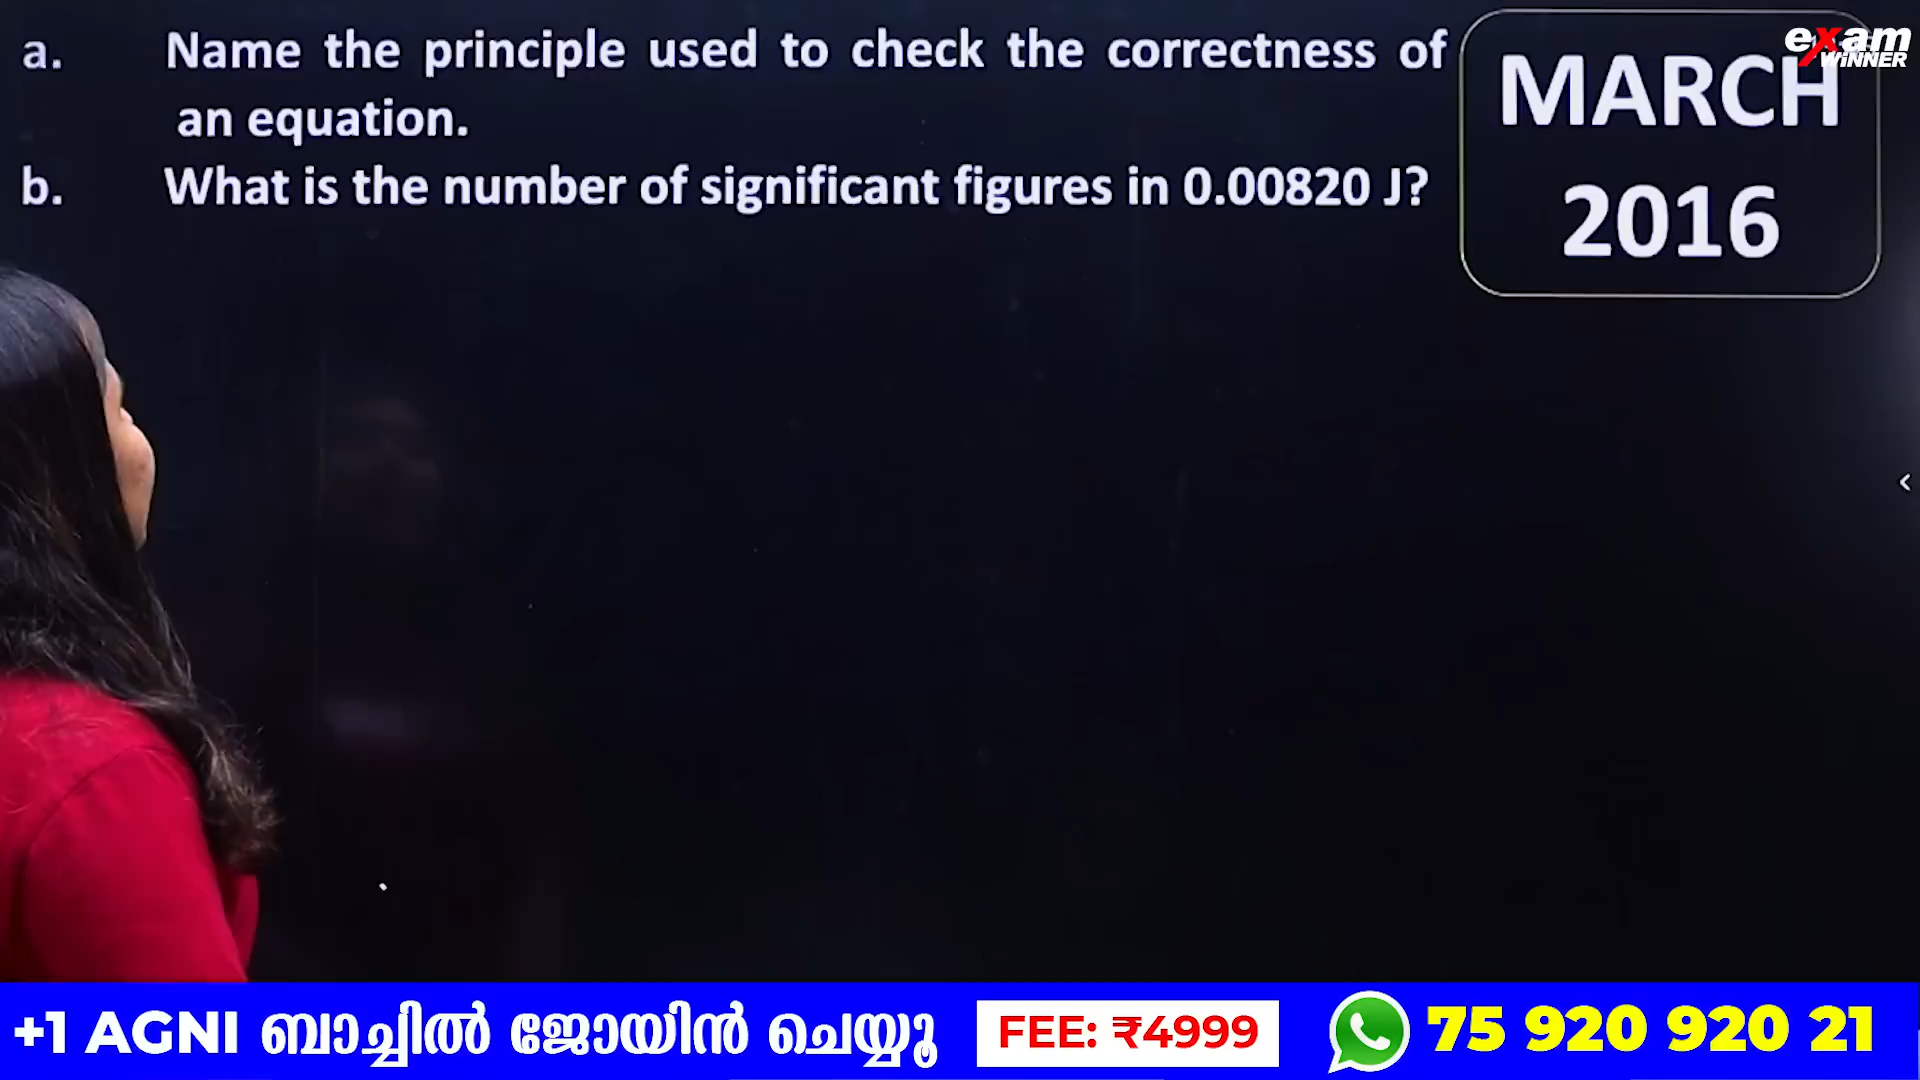 a. Name the principle used to check the correctness of
an equation.
b. What is the number of significant figures in 0.00820 J?
MARCH
2016
exam
WINNER
<
+1 AGNI ബാച്ചിൽ ജോയിൻ ചെയ്യൂ
FEE: ₹4999
75 920 920 21